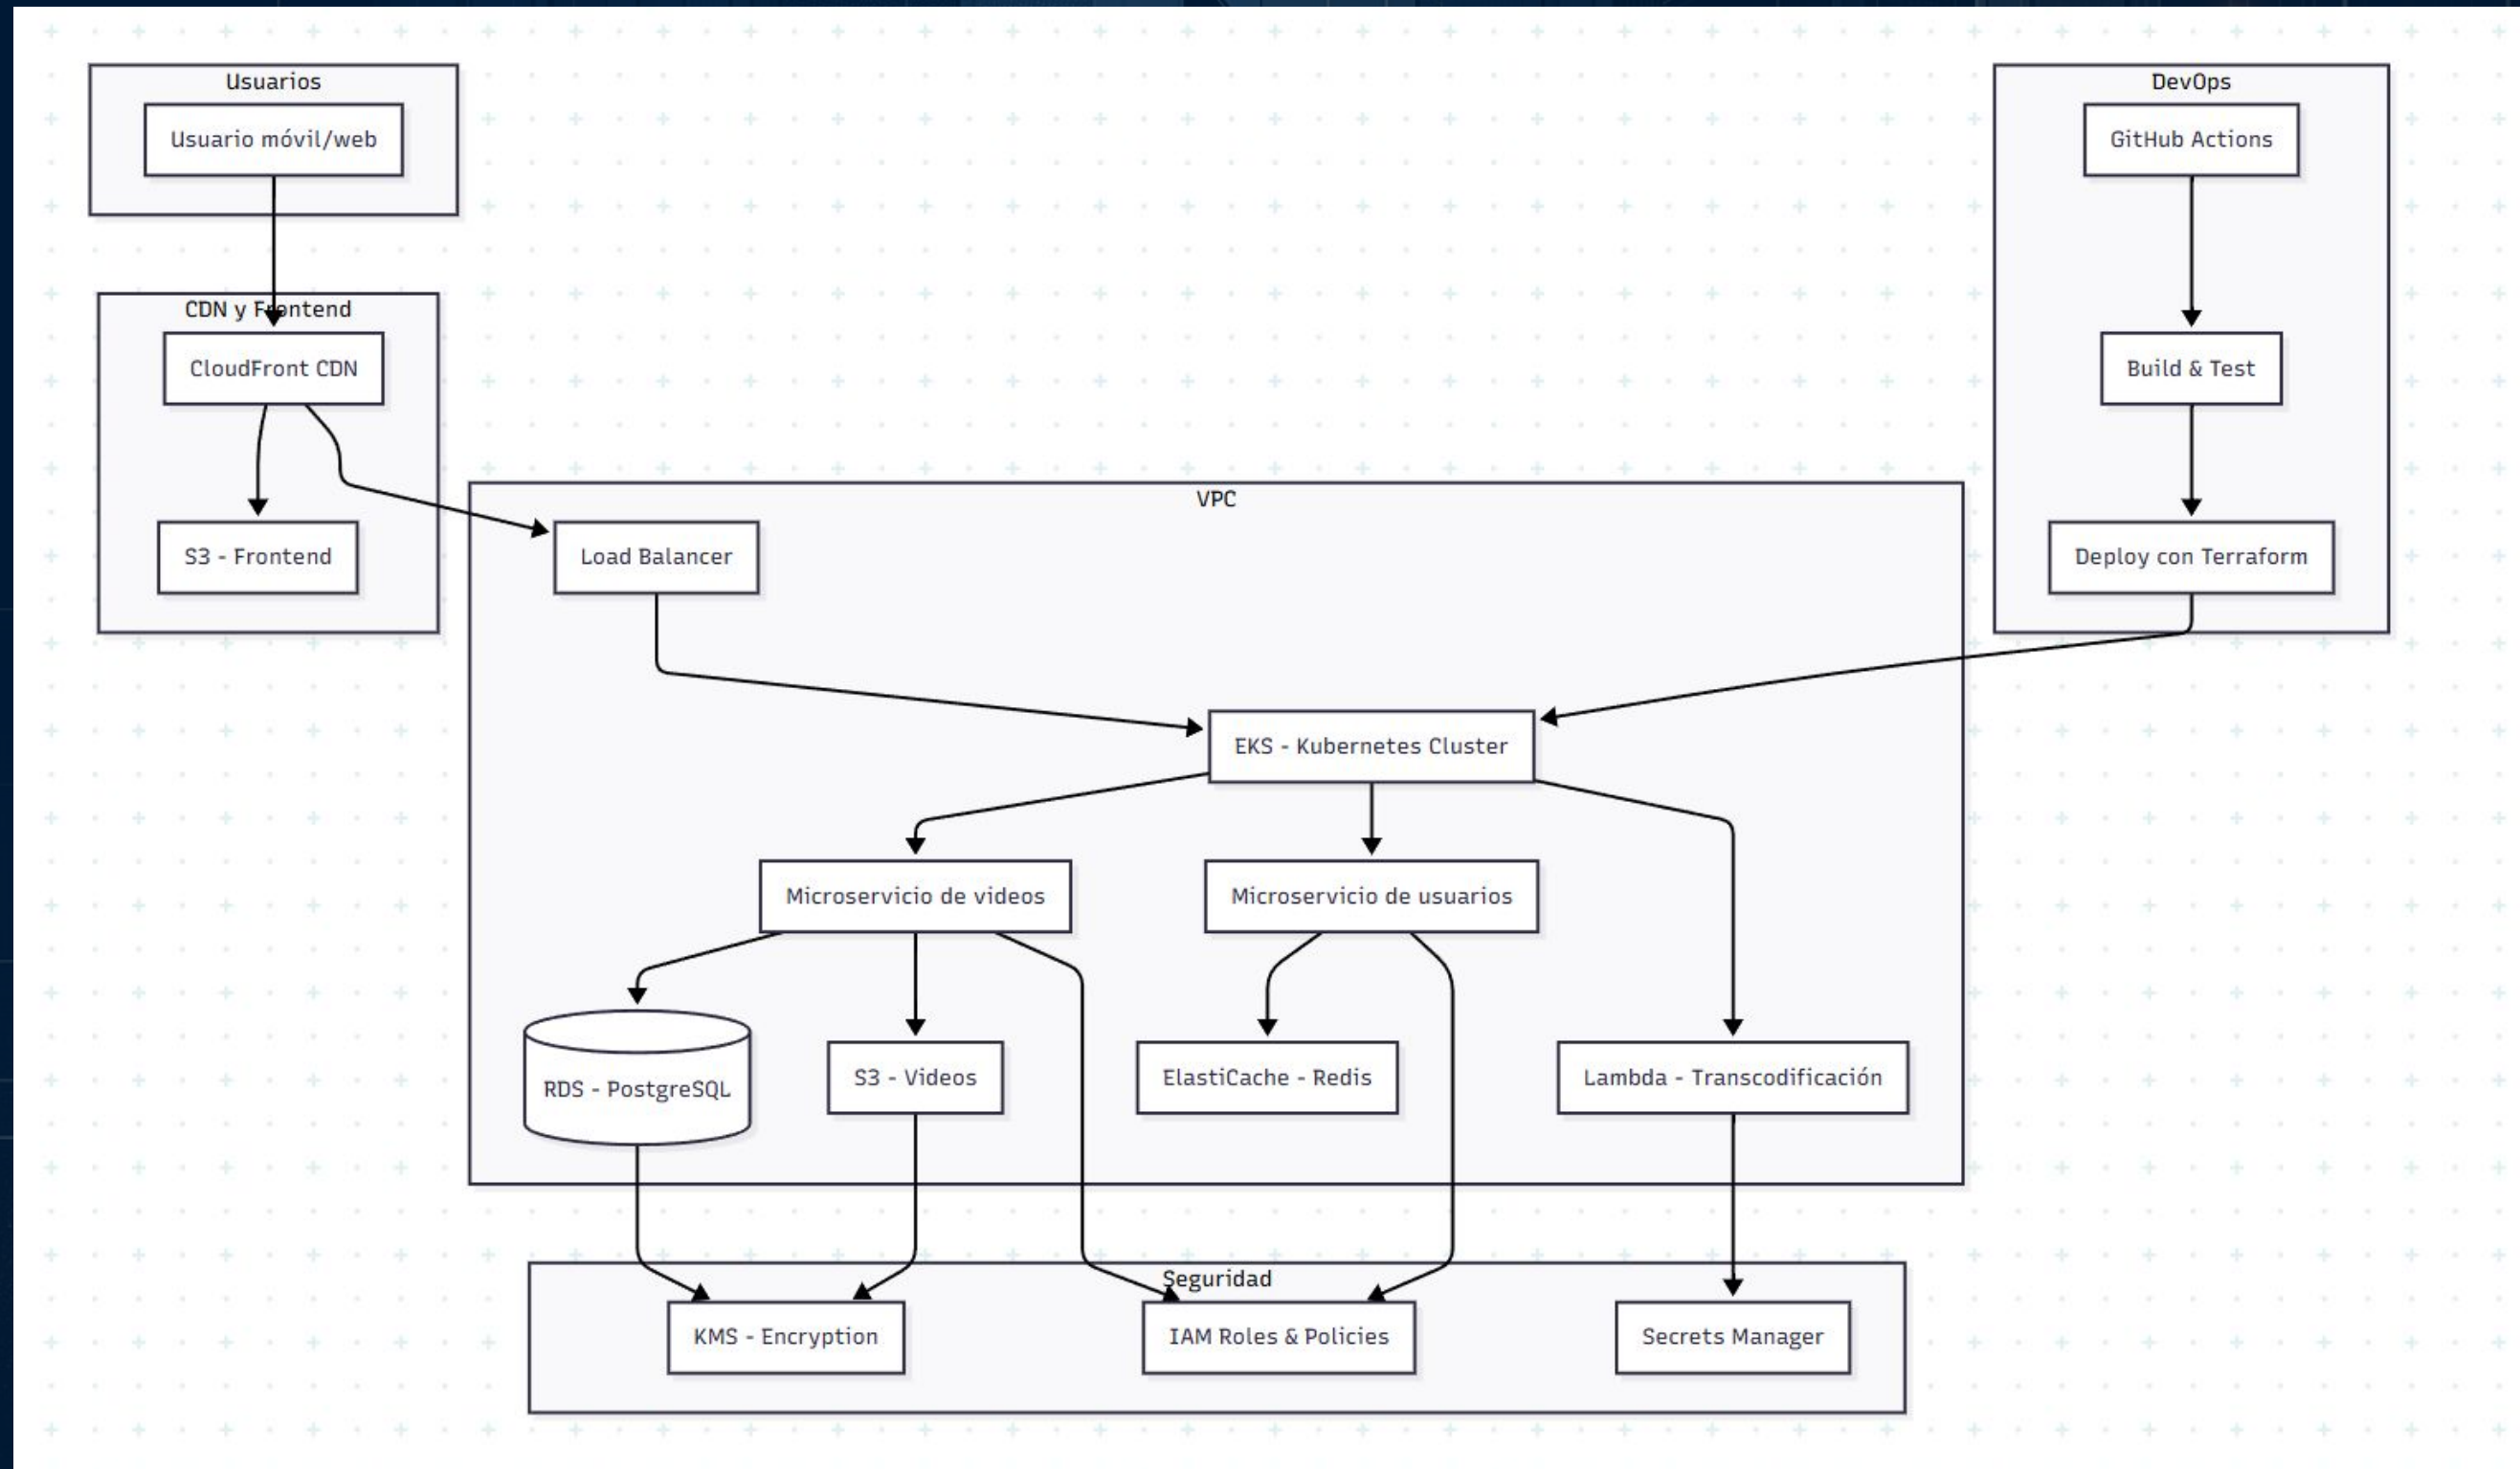 Usuarios
Usuario móvil/web
DevOps
GitHub Actions
CDN y Frontend
CloudFront CDN
Build & Test
VPC
S3 - Frontend
Load Balancer
Deploy con Terraform
EKS - Kubernetes Cluster
Microservicio de videos
Microservicio de usuarios
RDS - PostgreSQL
S3 - Videos
ElastiCache - Redis
Lambda - Transcodificación
Seguridad
KMS - Encryption
IAM Roles & Policies
Secrets Manager